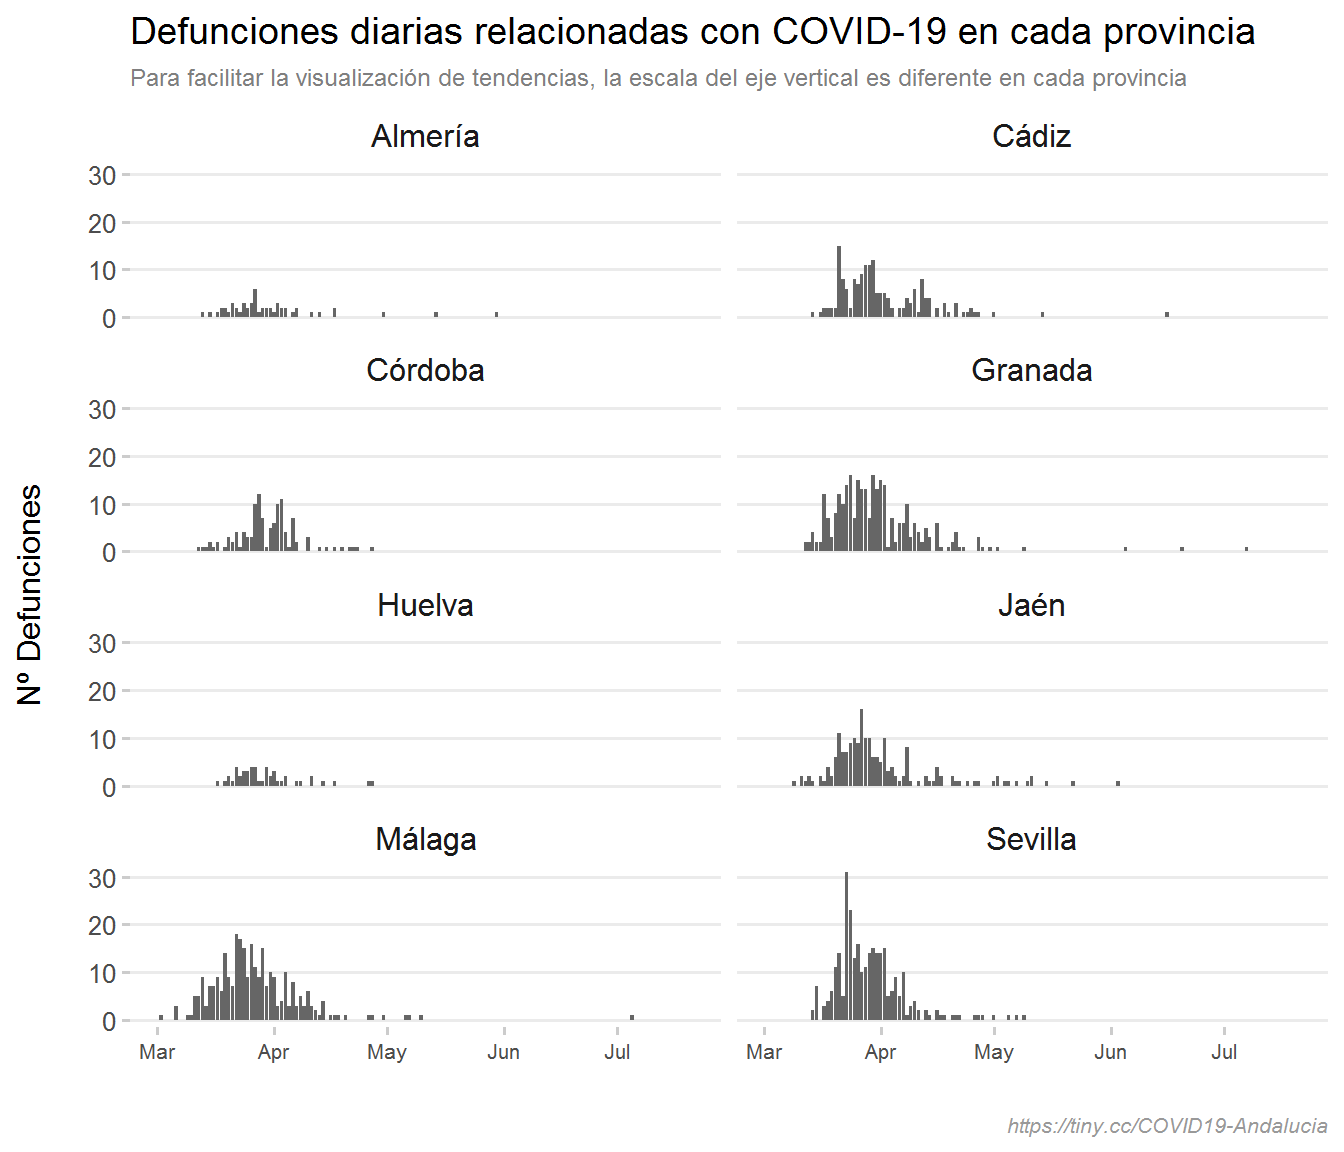 Defunciones diarias relacionadas con COVID-19 en cada provincia
Para facilitar la visualización de tendencias, la escala del eje vertical es diferente en cada provincia
Nº Defunciones
Almería
Cádiz
30
20
10
0
Córdoba
Granada
30
20
10
0
Huelva
Jaén
30
20
10
0
Málaga
Sevilla
30
20
10
0
Mar Apr May Jun Jul
Mar Apr May Jun Jul
https://tiny.cc/COVID19-Andalucia